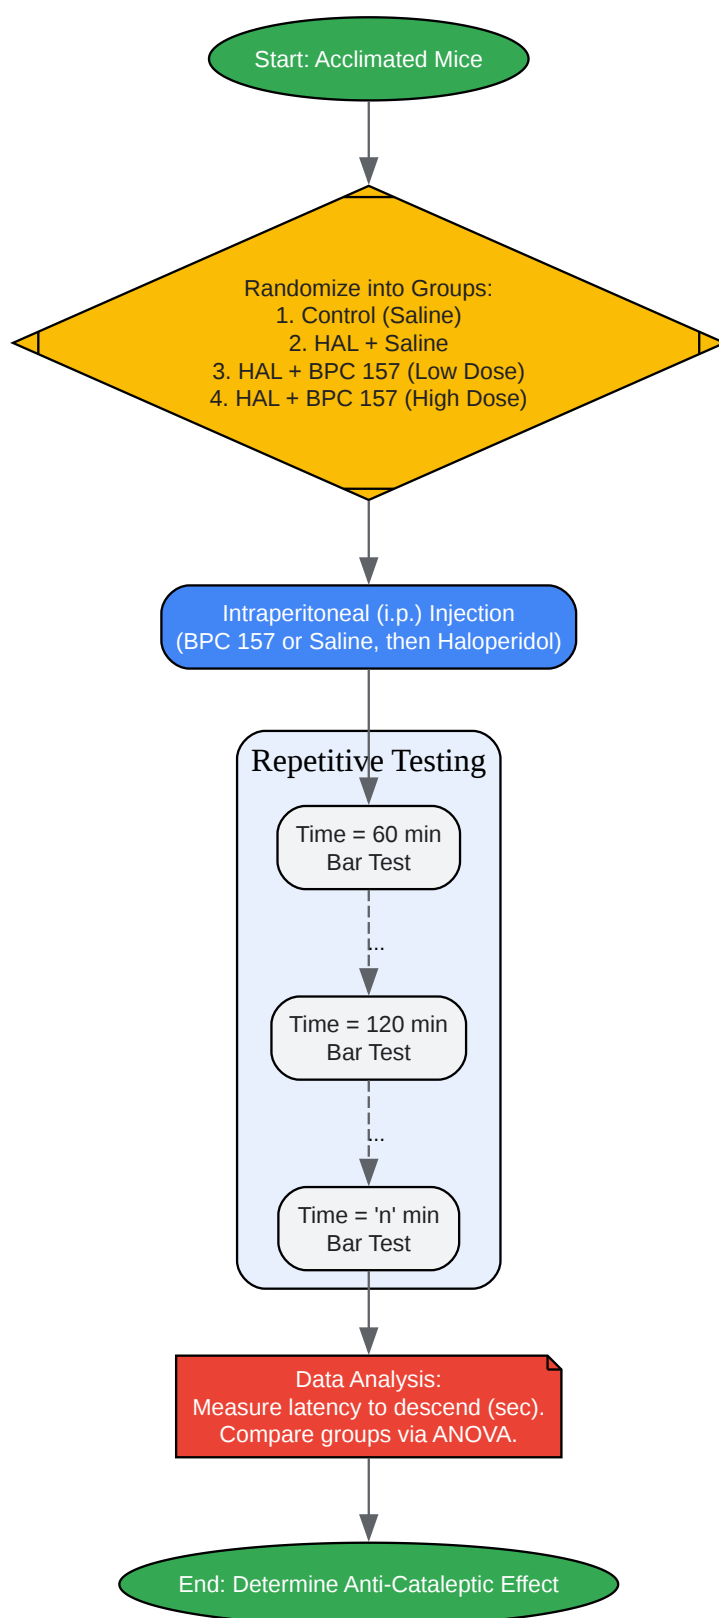 Start: Acclimated Mice
Randomize into Groups:
1. Control (Saline)
2. HAL + Saline
3. HAL + BPC 157 (Low Dose)
4. HAL + BPC 157 (High Dose)
Intraperitoneal (i.p.) Injection
(BPC 157 or Saline, then Haloperidol)
Repetitive Testing
Time = 60 min
Bar Test
...
Time = 120 min
Bar Test
...
Time = 'n' min
Bar Test
Data Analysis:
Measure latency to descend (sec).
Compare groups via ANOVA.
End: Determine Anti-Cataleptic Effect